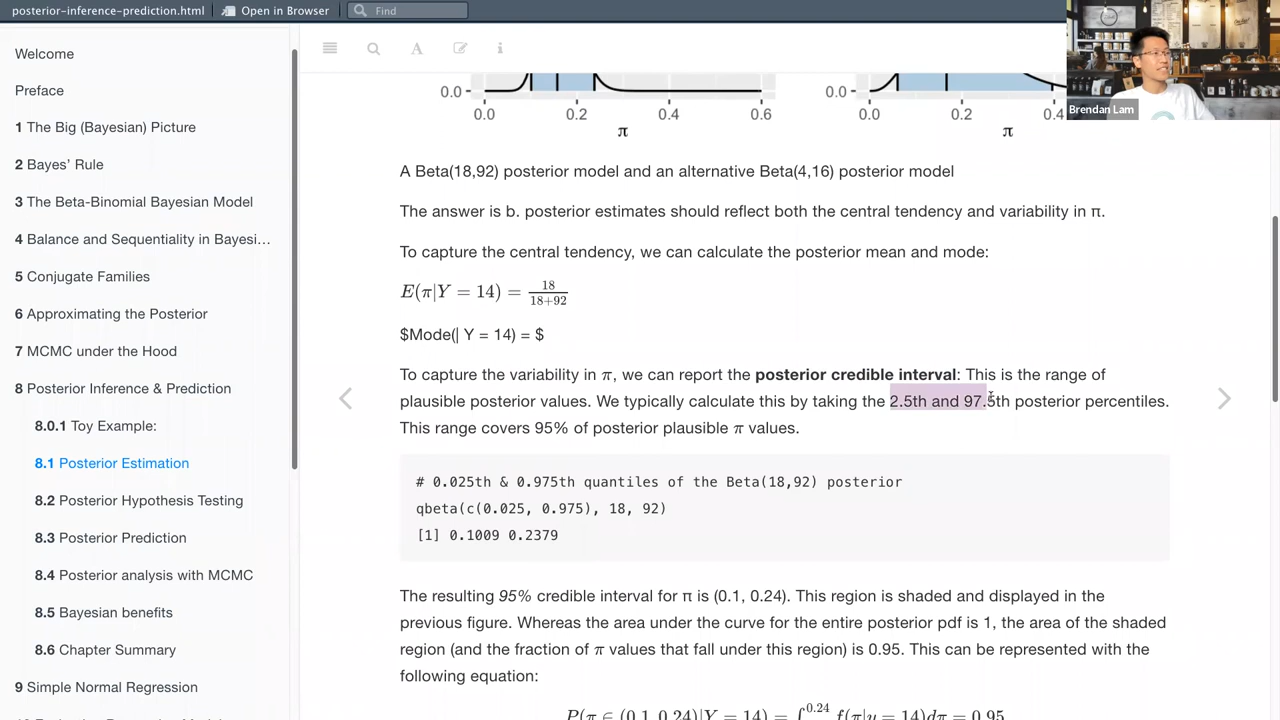 posterior-inference-prediction.html
Open in Browser
Find
Brendan Lam
Welcome
Preface
1 The Big (Bayesian) Picture
2 Bayes' Rule
3 The Beta-Binomial Bayesian Model
4 Balance and Sequentiality in Bayesi…
5 Conjugate Families
6 Approximating the Posterior
7 MCMC under the Hood
8 Posterior Inference & Prediction
8.0.1 Toy Example:
8.1 Posterior Estimation
8.2 Posterior Hypothesis Testing
8.3 Posterior Prediction
8.4 Posterior analysis with MCMC
8.5 Bayesian benefits
8.6 Chapter Summary
9 Simple Normal Regression
0.0
0.0 0.2 0.4 0.6
π
0.0
0.0 0.2 0.4
π
A Beta(18,92) posterior model and an alternative Beta(4,16) posterior model
The answer is b. posterior estimates should reflect both the central tendency and variability in π.
To capture the central tendency, we can calculate the posterior mean and mode:
E(π|Y = 14) = 18/(18+92)
$Mode(| Y = 14) = $
To capture the variability in π, we can report the posterior credible interval: This is the range of
plausible posterior values. We typically calculate this by taking the 2.5th and 97.5th posterior percentiles.
This range covers 95% of posterior plausible π values.
# 0.025th & 0.975th quantiles of the Beta(18,92) posterior
qbeta(c(0.025, 0.975), 18, 92)
[1] 0.1009 0.2379
The resulting 95% credible interval for π is (0.1, 0.24). This region is shaded and displayed in the
previous figure. Whereas the area under the curve for the entire posterior pdf is 1, the area of the shaded
region (and the fraction of π values that fall under this region) is 0.95. This can be represented with the
following equation:
P(π ∈ (0.1, 0.24)|Y = 14) = ∫^0.24 f(π|y = 14)dπ = 0.95